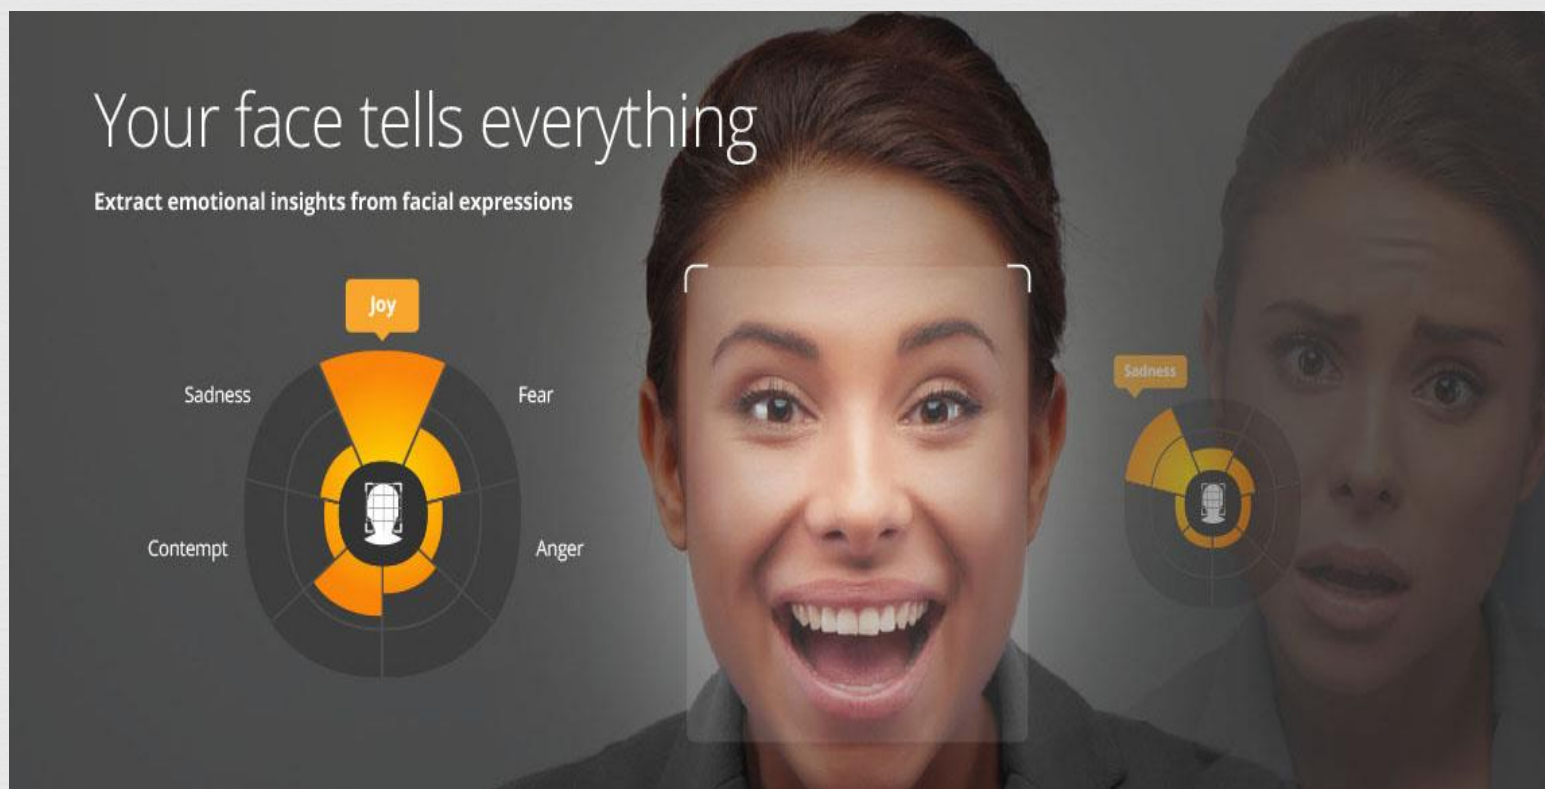 Your face tells everything
Extract emotional insights from facial expressions
Joy
Sadness
Fear
Contempt
Anger
Sadness